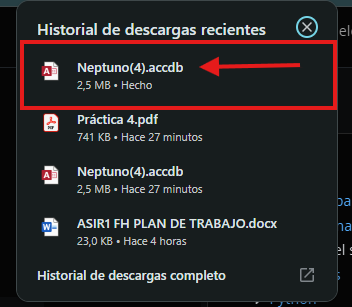 Historial de descargas recientes
Neptuno(4).accdb
2,5 MB • Hecho
Práctica 4.pdf
741 KB • Hace 27 minutos
Neptuno(4).accdb
2,5 MB • Hace 27 minutos
ASIR1 FH PLAN DE TRABAJO.docx
23,0 KB • Hace 4 horas
Historial de descargas completo